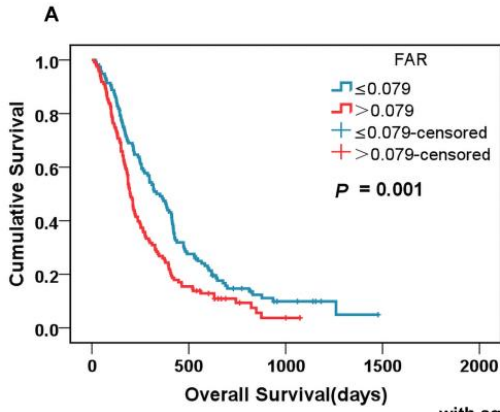 A
FAR
≤0.079
>0.079
≤0.079-censored
>0.079-censored
P = 0.001
Cumulative Survival
1.0
0.8
0.6
0.4
0.2
0.0
0 500 1000 1500 2000
Overall Survival(days)